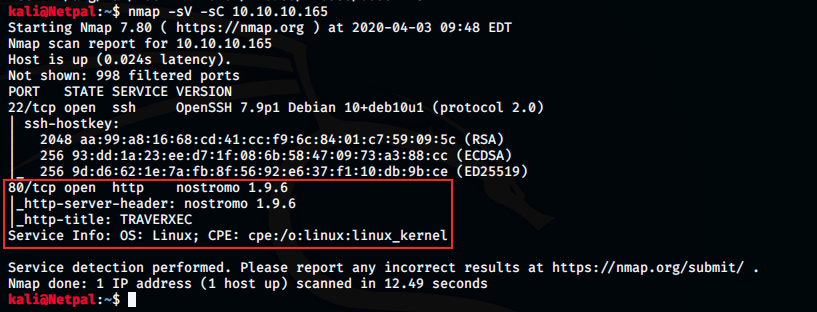 kali@Netpal:~$ nmap -sV -sC 10.10.10.165
Starting Nmap 7.80 ( https://nmap.org ) at 2020-04-03 09:48 EDT
Nmap scan report for 10.10.10.165
Host is up (0.024s latency).
Not shown: 998 filtered ports
PORT   STATE SERVICE VERSION
22/tcp open  ssh     OpenSSH 7.9p1 Debian 10+deb10u1 (protocol 2.0)
| ssh-hostkey:
|   2048 aa:99:a8:16:68:cd:41:cc:f9:6c:84:01:c7:59:09:5c (RSA)
|   256 93:dd:1a:23:ee:d7:1f:08:6b:58:47:09:73:a3:88:cc (ECDSA)
|_  256 9d:d6:62:1e:7a:fb:8f:56:92:e6:37:f1:10:db:9b:ce (ED25519)
80/tcp open  http    nostromo 1.9.6
|_http-server-header: nostromo 1.9.6
|_http-title: TRAVERXEC
Service Info: OS: Linux; CPE: cpe:/o:linux:linux_kernel
Service detection performed. Please report any incorrect results at https://nmap.org/submit/ .
Nmap done: 1 IP address (1 host up) scanned in 12.49 seconds
kali@Netpal:~$